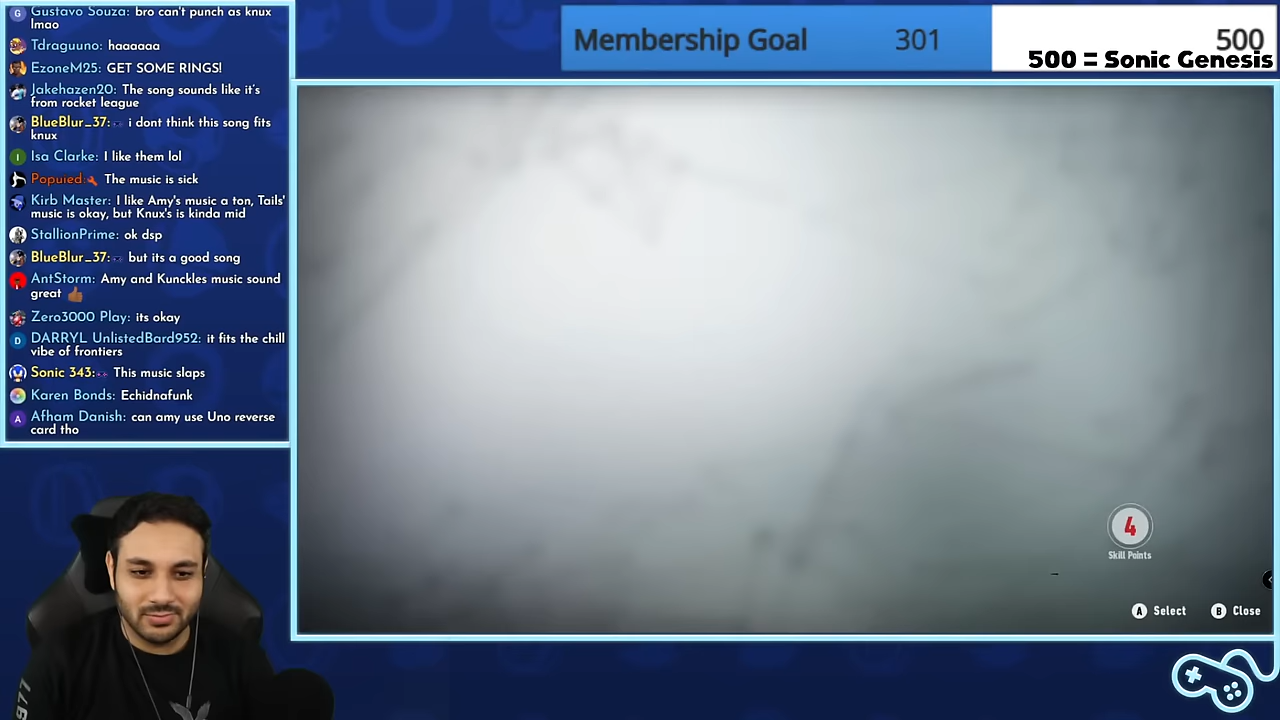 Gustavo Souza: bro can't punch as knux
lmao
Tdraguuno: haaaaaa
EzoneM25: GET SOME RINGS!
Jakehazen20: The song sounds like it's
from rocket league
BlueBlur_37: i dont think this song fits
knux
Isa Clarke: I like them lol
Popuied: The music is sick
Kirb Master: I like Amy's music a ton, Tails'
music is okay, but Knux's is kinda mid
StallionPrime: ok dsp
BlueBlur_37: but its a good song
AntStorm: Amy and Kunckles music sound
great
Zero3000 Play: its okay
DARRYL UnlistedBard952: it fits the chill
vibe of frontiers
Sonic 343: This music slaps
Karen Bonds: Echidnafunk
Afham Danish: can amy use Uno reverse
card tho
Membership Goal 301 500
500 = Sonic Genesis
4
Skill Points
A Select B Close